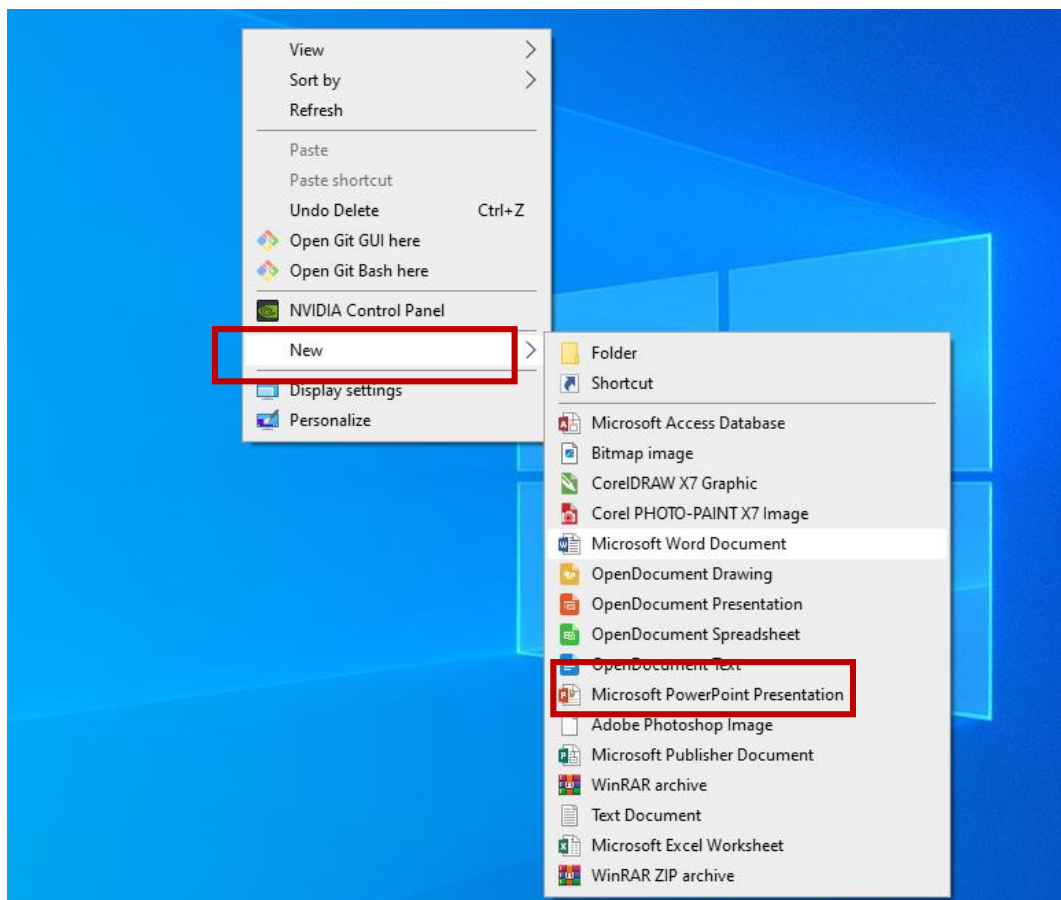 View
Sort by
Refresh
Paste
Paste shortcut
Undo Delete Ctrl+Z
Open Git GUI here
Open Git Bash here
NVIDIA Control Panel
New
Display settings
Personalize
Folder
Shortcut
Microsoft Access Database
Bitmap image
CorelDRAW X7 Graphic
Corel PHOTO-PAINT X7 Image
Microsoft Word Document
OpenDocument Drawing
OpenDocument Presentation
OpenDocument Spreadsheet
OpenDocument Text
Microsoft PowerPoint Presentation
Adobe Photoshop Image
Microsoft Publisher Document
WinRAR archive
Text Document
Microsoft Excel Worksheet
WinRAR ZIP archive